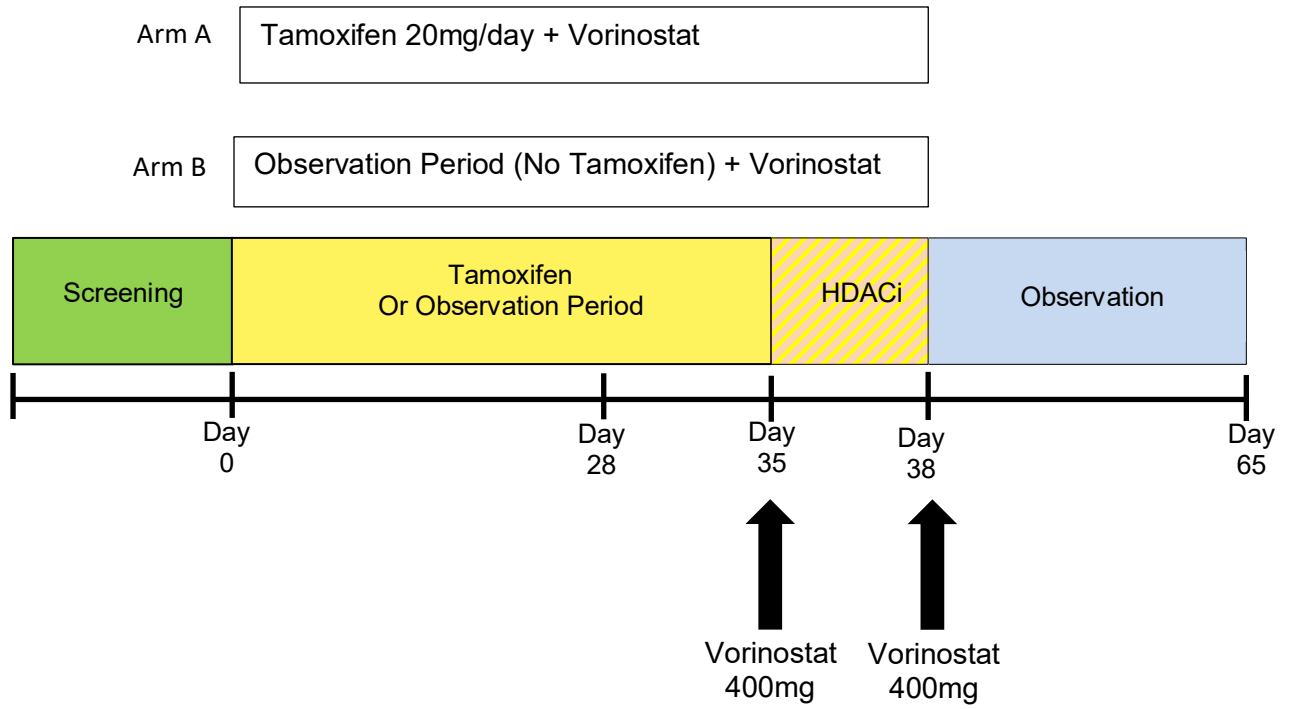 Arm A
Tamoxifen 20mg/day + Vorinostat
Arm B
Observation Period (No Tamoxifen) + Vorinostat
Screening
Tamoxifen
Or Observation Period
HDACi
Observation
Day
0
Day
28
Day
35
Day
38
Day
65
Vorinostat
400mg
Vorinostat
400mg